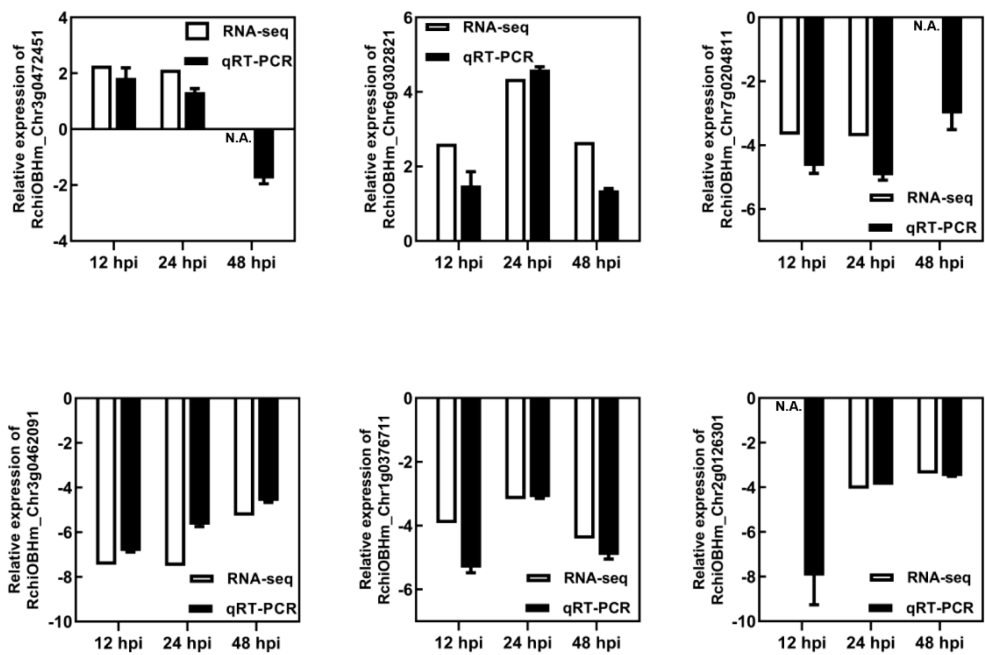 Relative expression of
RchiOBHm_Chr3g0472451
6
4
2
0
-2
-4
RNA-seq
qRT-PCR
N.A.
12 hpi 24 hpi 48 hpi
Relative expression of
RchiOBHm_Chr6g0302821
6
4
2
0
RNA-seq
qRT-PCR
12 hpi 24 hpi 48 hpi
Relative expression of
RchiOBHm_Chr7g0204811
0
-2
-4
-6
N.A.
RNA-seq
qRT-PCR
12 hpi 24 hpi 48 hpi
Relative expression of
RchiOBHm_Chr3g0462091
0
-2
-4
-6
-8
-10
RNA-seq
qRT-PCR
12 hpi 24 hpi 48 hpi
Relative expression of
RchiOBHm_Chr1g0376711
0
-2
-4
-6
RNA-seq
qRT-PCR
12 hpi 24 hpi 48 hpi
Relative expression of
RchiOBHm_Chr2g0126301
0
-2
-4
-6
-8
-10
N.A.
RNA-seq
qRT-PCR
12 hpi 24 hpi 48 hpi